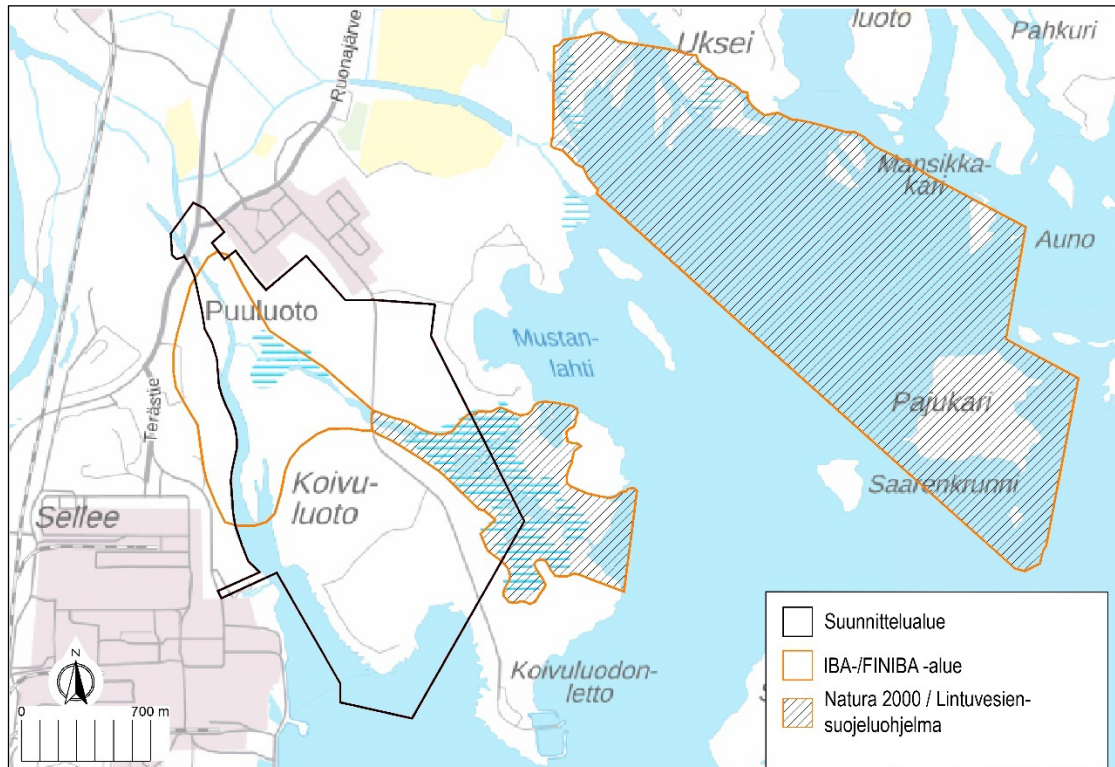 luoto
Uksei
Pahkuri
Ruonajärve
Mansikka-
kari
Auno
Puuluoto
Mustan-
lahti
Terästie
Pajukari
Koivu-
luoto
Saarenkrunni
Sellee
Koivuluodon-
letto
N
0 700 m
Suunnittelualue
IBA-/FINIBA -alue
Natura 2000 / Lintuvesien-
suojeluohjelma